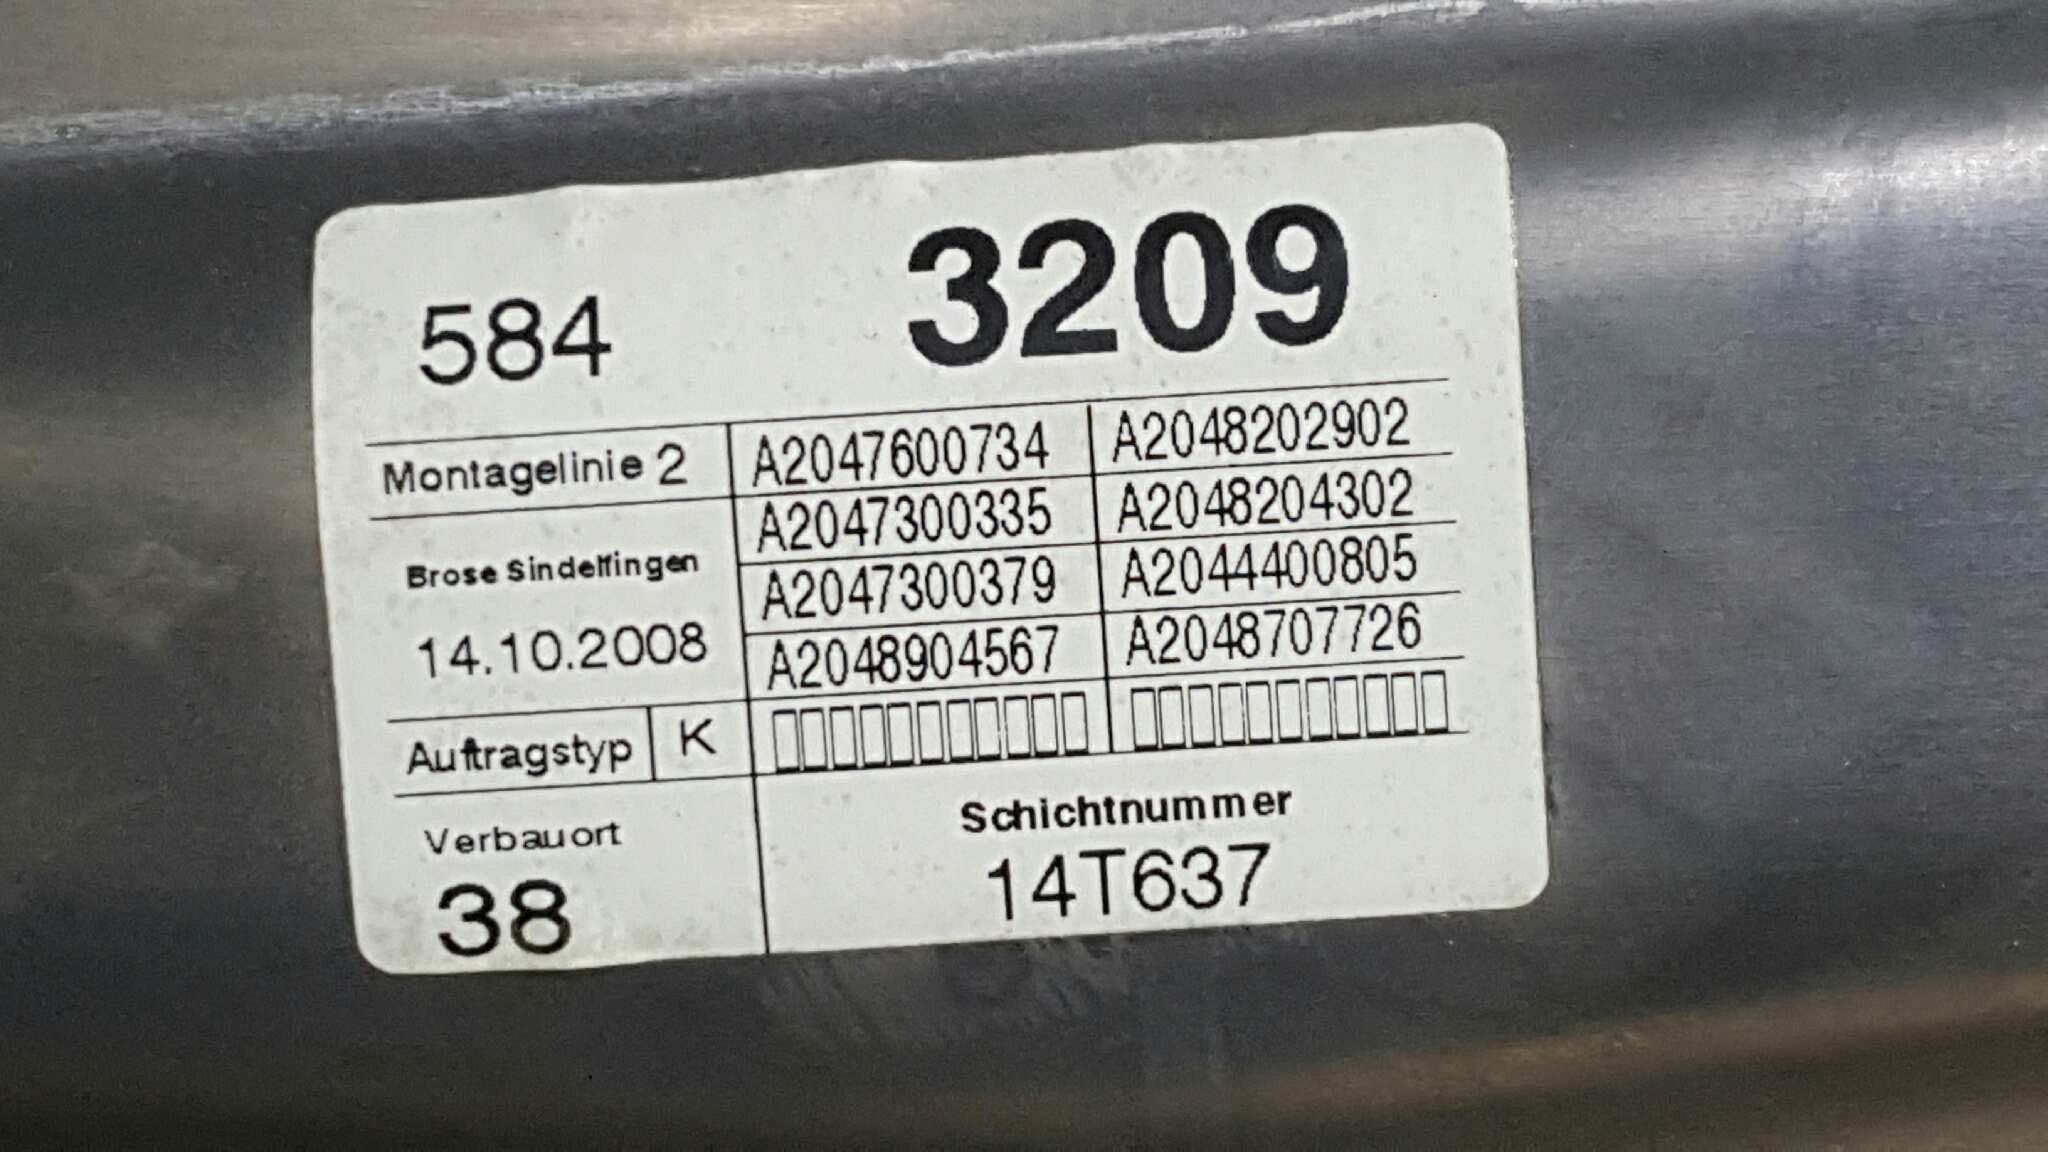 584 3209
Montagelinie 2 A2047600734 A2048202902
A2047300335 A2048204302
Brose Sindelfingen A2047300379 A2044400805
14.10.2008 A2048904567 A2048707726
Auftragstyp K
Schichtnummer
Verbauort
38 14T637